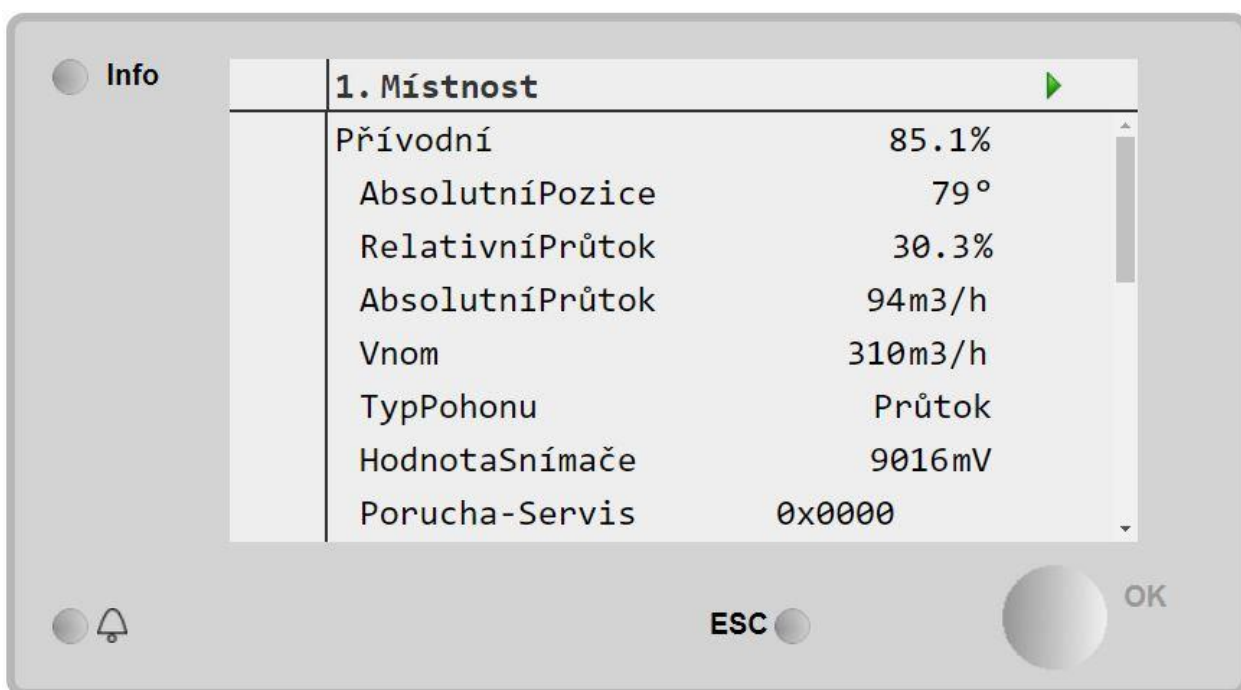 Info
1. Místnost
Přívodní 85.1%
AbsolutníPozice 79°
RelativníPrůtok 30.3%
AbsolutníPrůtok 94m3/h
Vnom 310m3/h
TypPohonu Průtok
HodnotaSnímače 9016mV
Porucha-Servis 0x0000
ESC
OK